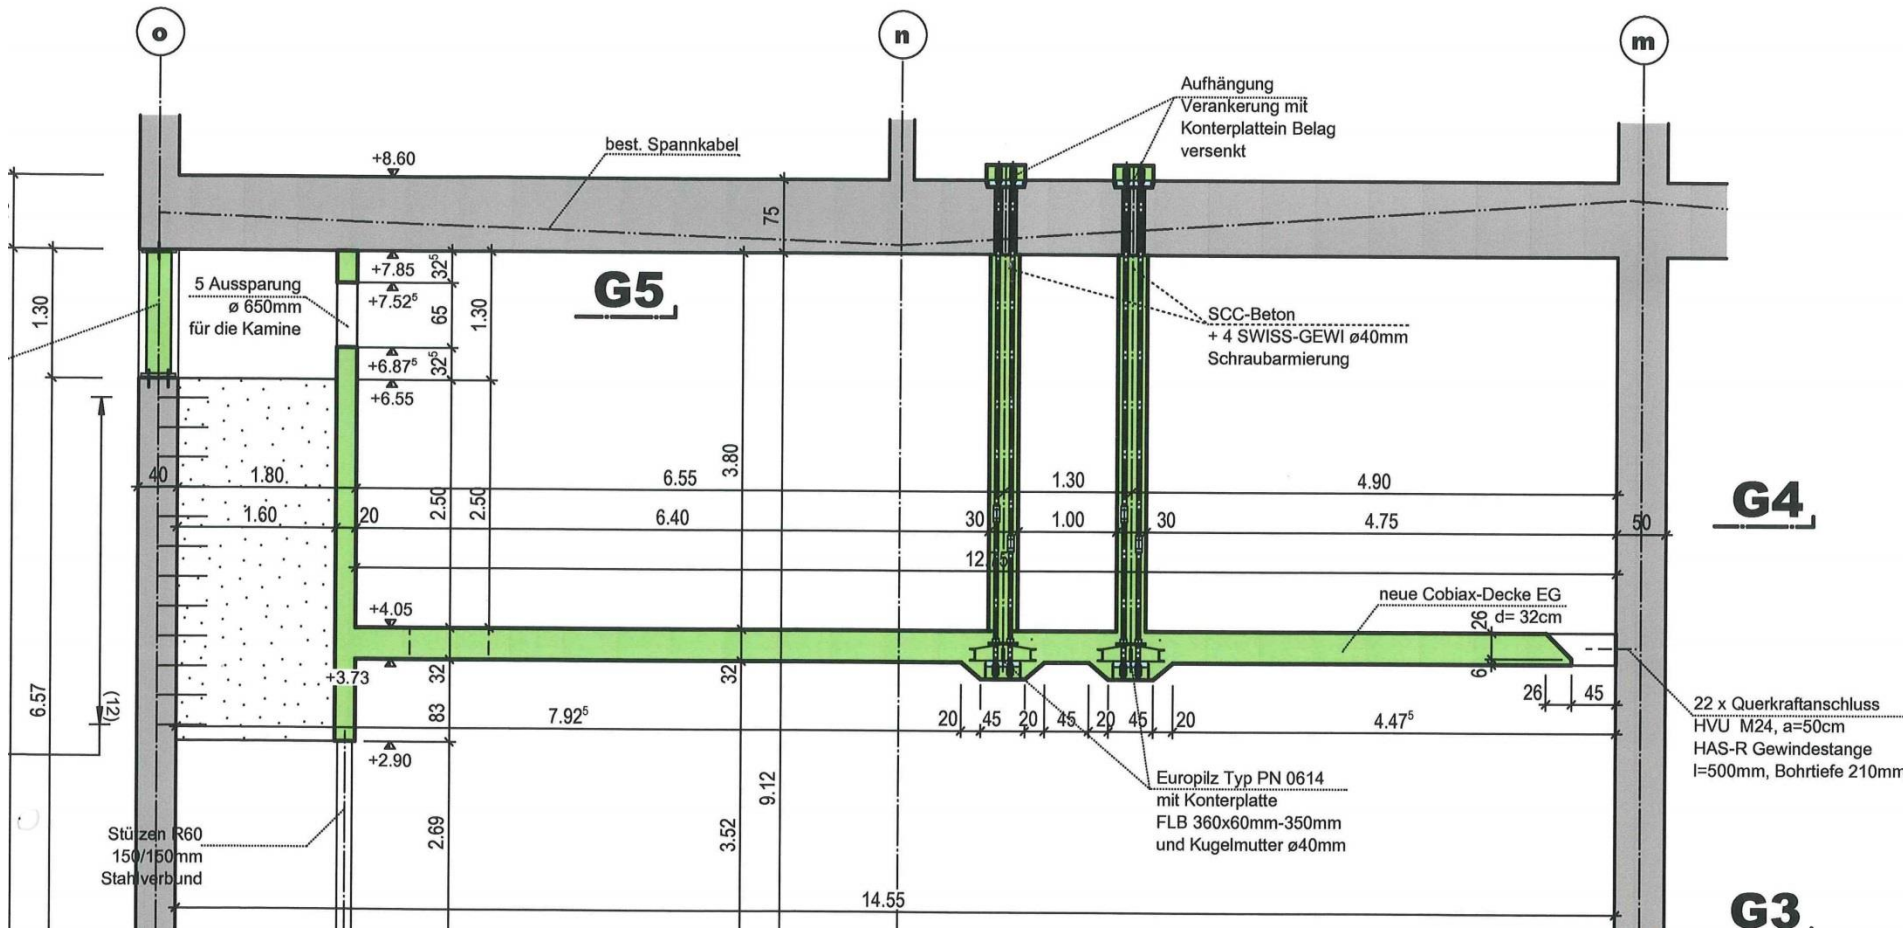 o
n
m
Aufhängung
Verankerung mit
Konterplattein Belag
versenkt
best. Spannkabel
+8.60
75
+7.85
32⁵
5 Aussparung
ø 650mm
für die Kamine
+7.52⁵
65
1.30
1.30
G5
+6.87⁵
32⁵
+6.55
SCC-Beton
+ 4 SWISS-GEWI ø40mm
Schraubarmierung
3.80
40
1.80
6.55
1.30
4.90
G4
1.60
20
2.50
2.50
6.40
30
1.00
30
4.75
50
12.75
+4.05
neue Cobiax-Decke EG
d= 32cm
26
6
+3.73
32
32
6.57
(12)
83
7.92⁵
20
45
20
45
20
45
20
4.47⁵
26
45
22 x Querkraftanschluss
HVU M24, a=50cm
HAS-R Gewindestange
l=500mm, Bohrtiefe 210mm
+2.90
Europilz Typ PN 0614
mit Konterplatte
FLB 360x60mm-350mm
und Kugelmutter ø40mm
9.12
Stützen R60
150/150mm
Stahlverbund
2.69
3.52
14.55
G3